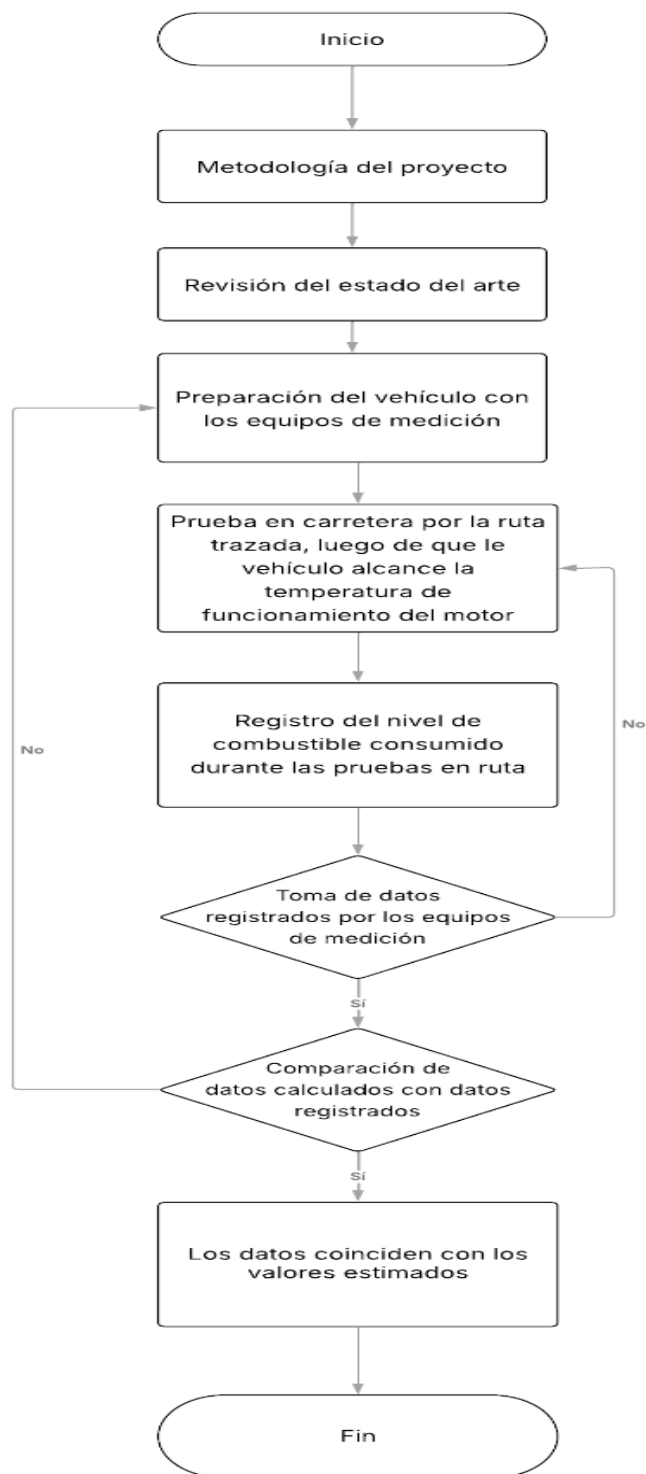 Inicio
Metodología del proyecto
Revisión del estado del arte
Preparación del vehículo con
los equipos de medición
Prueba en carretera por la ruta
trazada, luego de que le
vehículo alcance la
temperatura de
funcionamiento del motor
Registro del nivel de
combustible consumido
durante las pruebas en ruta
No
No
Toma de datos
registrados por los equipos
de medición
Sí
Comparación de
datos calculados con datos
registrados
Sí
Los datos coinciden con los
valores estimados
Fin